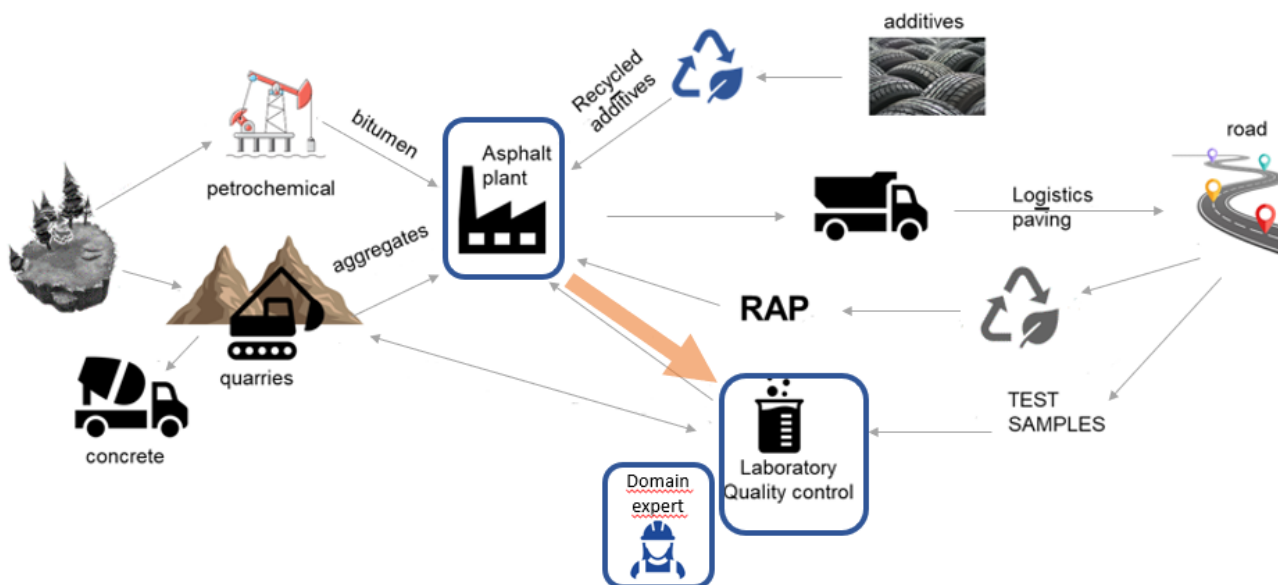 additives
Recycled
additives
bitumen
Asphalt
plant
road
petrochemical
Logistics
paving
aggregates
RAP
quarries
TEST
SAMPLES
concrete
Laboratory
Quality control
Domain
expert